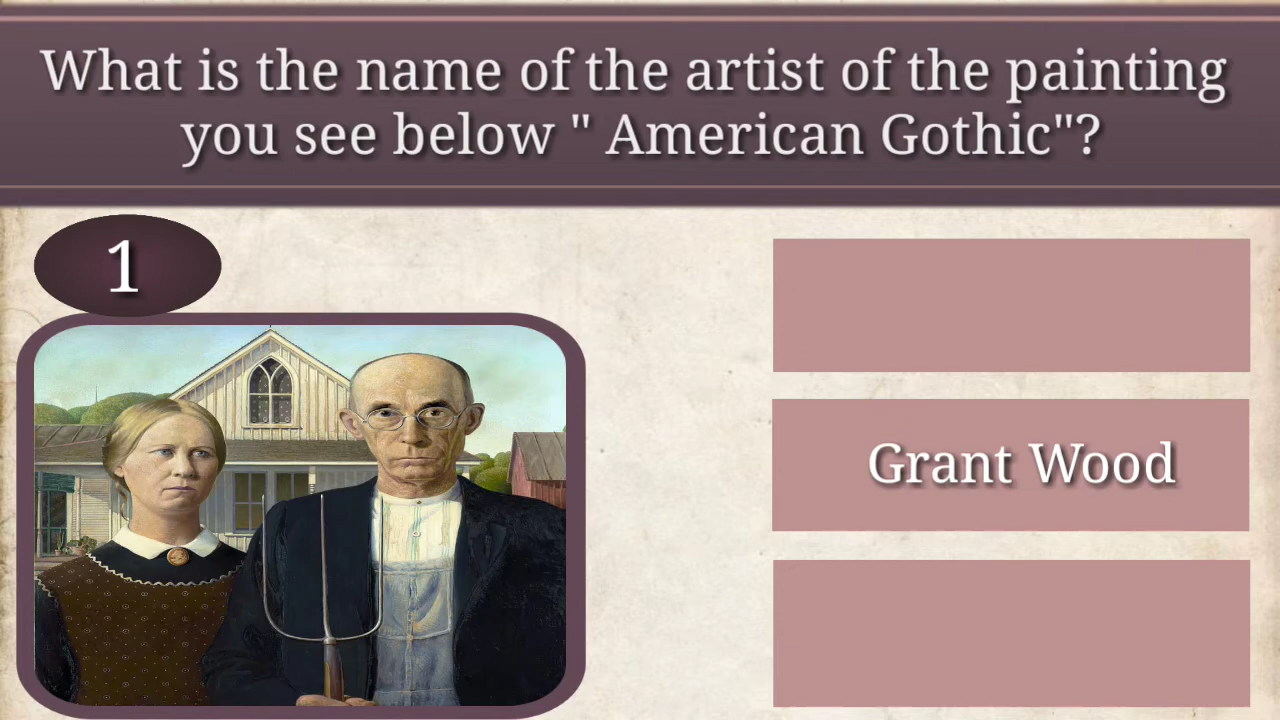 What is the name of the artist of the painting
you see below " American Gothic"?
1
Grant Wood